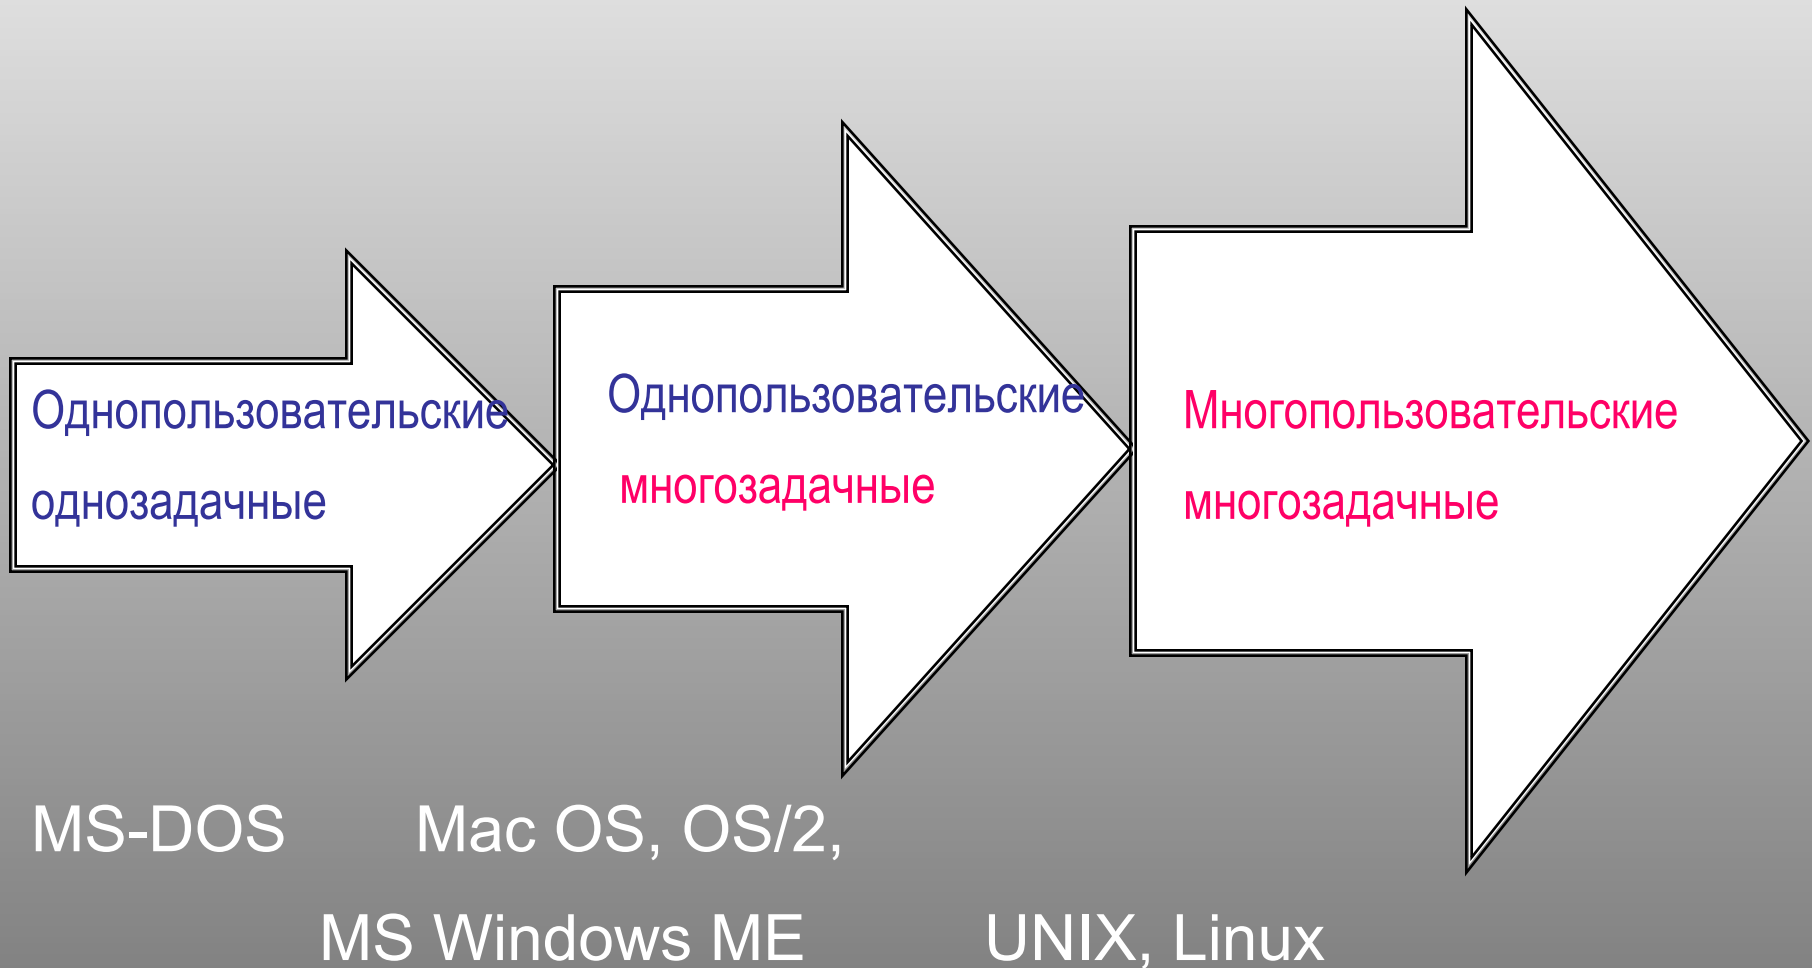 Однопользовательские
однозадачные
Однопользовательские
многозадачные
Многопользовательские
многозадачные
MS-DOS Mac OS, OS/2,
MS Windows ME UNIX, Linux